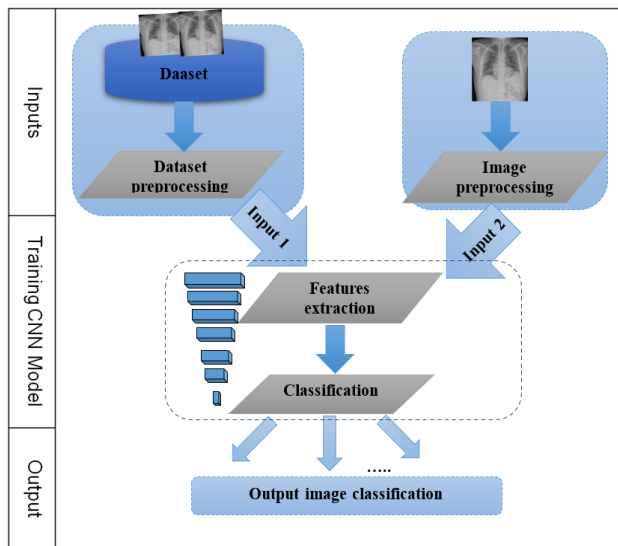 Inputs
Daaset
Dataset
preprocessing
Image
preprocessing
Input 1
Input 2
Training CNN Model
Features
extraction
Classification
Output
.....
Output image classification